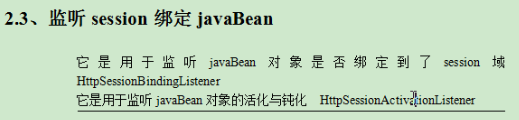 2.3、监听 session 绑定 javaBean
它是用于监听 javaBean 对象是否绑定到了 session 域
HttpSessionBindingListener
它是用于监听 javaBean 对象的活化与钝化 HttpSessionActivationListener